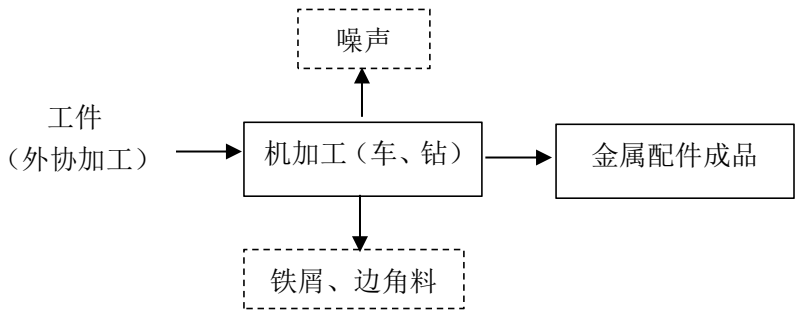 噪声
工件
（外协加工）
机加工（车、钻）
金属配件成品
铁屑、边角料